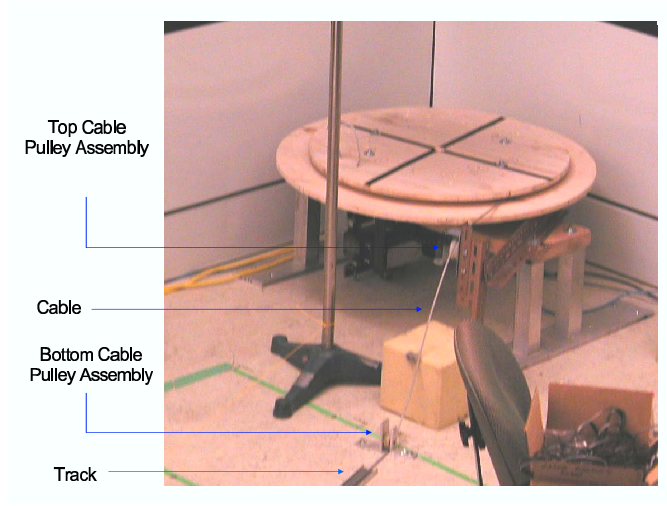 Top Cable
Pulley Assembly
Cable
Bottom Cable
Pulley Assembly
Track